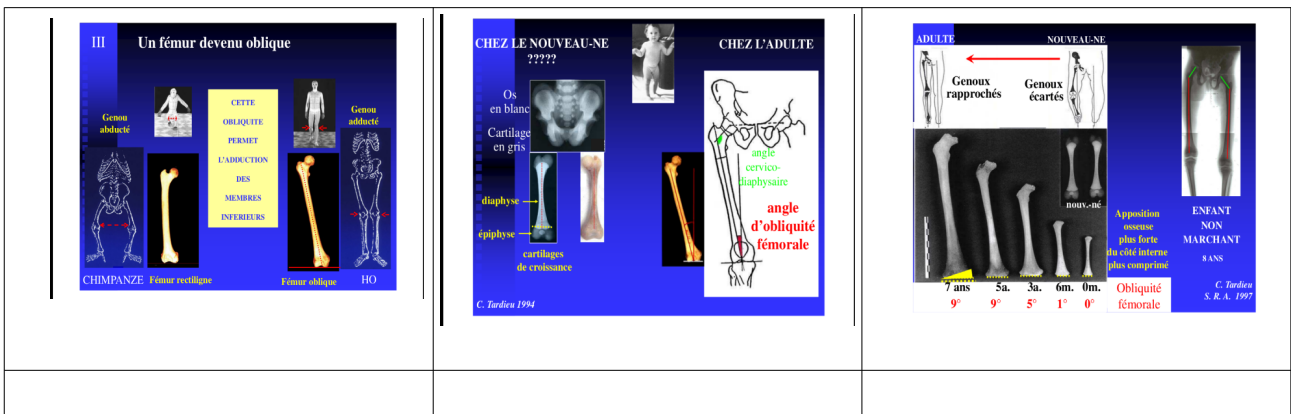 III
Un fémur devenu oblique
Genou
abducté
CETTE
OBLIQUITE
PERMET
L'ADDUCTION
DES
MEMBRES
INFERIEURS
Genou
adducté
CHIMPANZE
Fémur rectiligne
Fémur oblique
HO
CHEZ LE NOUVEAU-NE
?????
CHEZ L'ADULTE
Os
en blanc
Cartilage
en gris
diaphyse
épiphyse
cartilages
de croissance
angle
cervico-
diaphysaire
angle
d'obliquité
fémorale
C. Tardieu 1994
ADULTE
NOUVEAU-NE
Genoux
rapprochés
Genoux
écartés
nouv.-né
Apposition
osseuse
plus forte
du côté interne
plus comprimé
7 ans 5a. 3a. 6m. 0m.
9° 9° 5° 1° 0°
Obliquité
fémorale
ENFANT
NON
MARCHANT
8 ANS
C. Tardieu
S. R. A. 1997